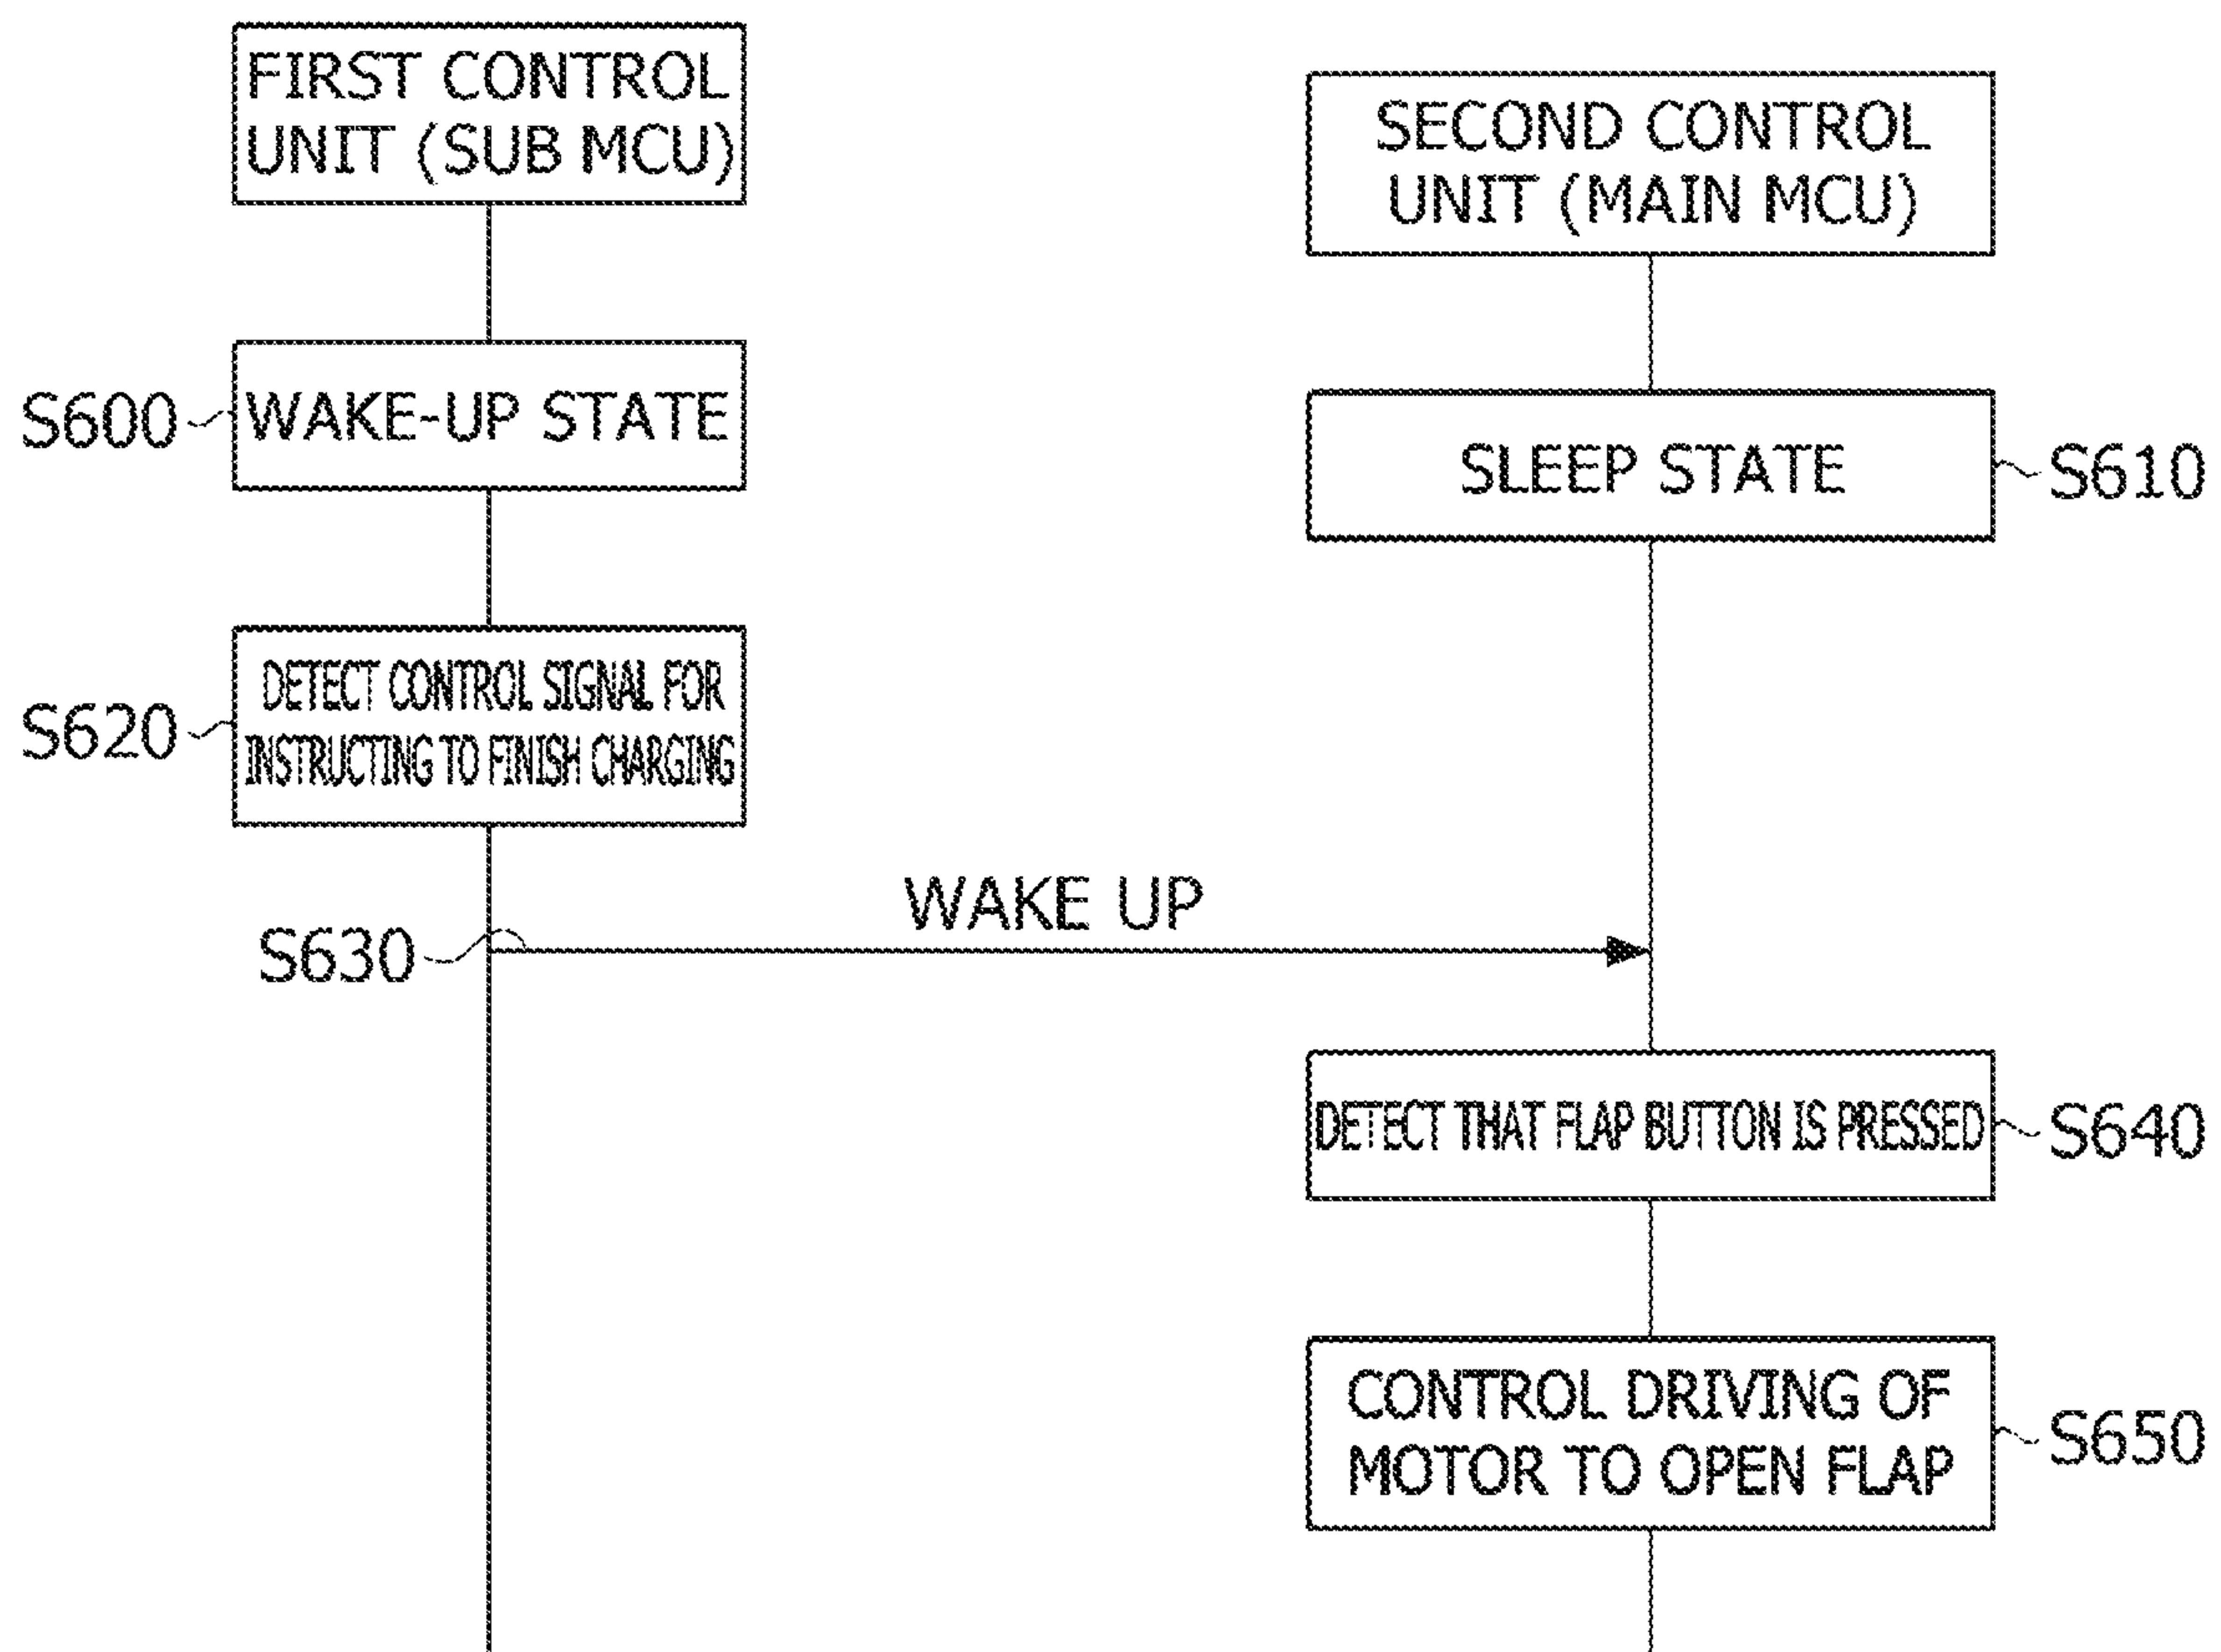 FIRST CONTROL
UNIT (SUB MCU)
SECOND CONTROL
UNIT (MAIN MCU)
S600
WAKE-UP STATE
SLEEP STATE
S610
S620
DETECT CONTROL SIGNAL FOR
INSTRUCTING TO FINISH CHARGING
WAKE UP
S630
DETECT THAT FLAP BUTTON IS PRESSED
S640
CONTROL DRIVING OF
MOTOR TO OPEN FLAP
S650